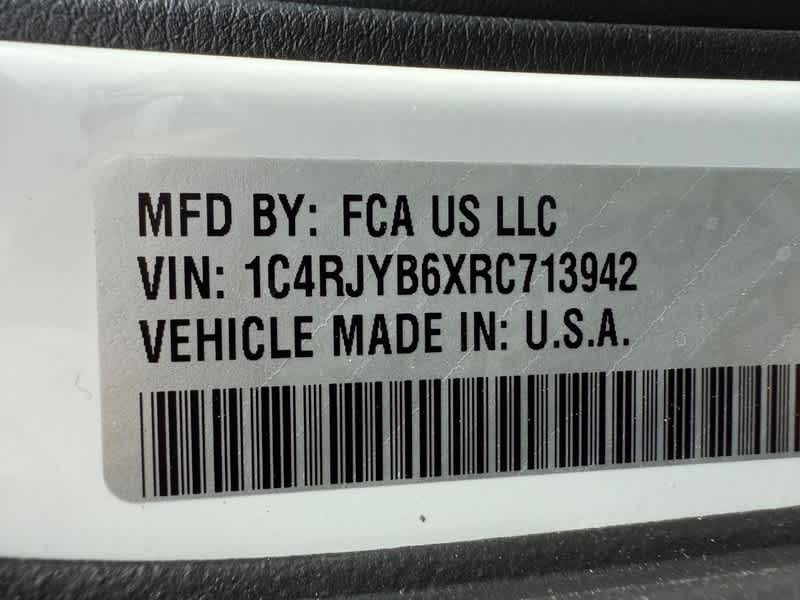 MFD BY: FCA US LLC
VIN: 1C4RJYB6XRC713942
VEHICLE MADE IN: U.S.A.